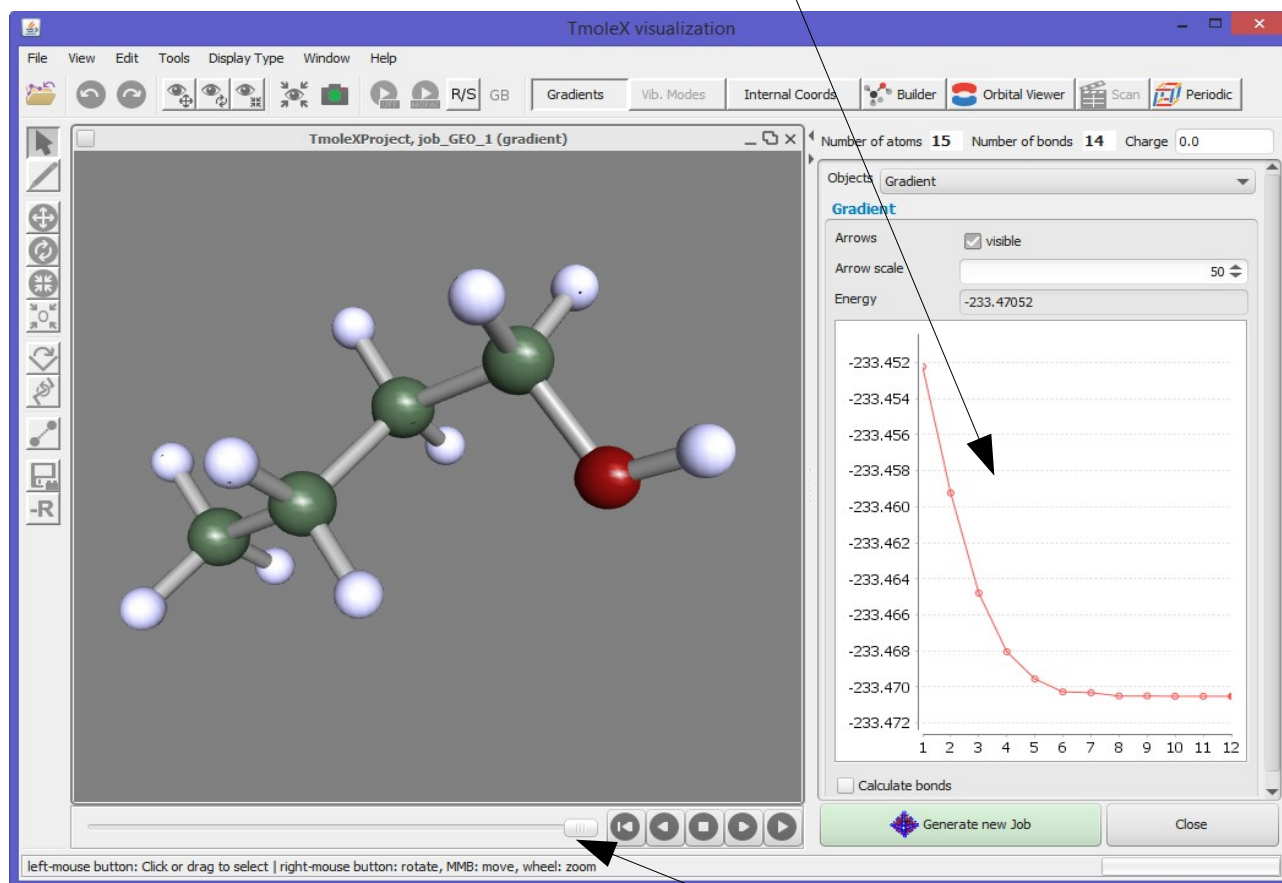 TmoleX visualization
File View Edit Tools Display Type Window Help
R/S GB Gradients Vib. Modes Internal Coords Builder Orbital Viewer Scan Periodic
TmoleXProject, job_GEO_1 (gradient)
-R
Number of atoms 15 Number of bonds 14 Charge 0.0
Objects Gradient
Gradient
Arrows visible
Arrow scale 50
Energy -233.47052
-233.452
-233.454
-233.456
-233.458
-233.460
-233.462
-233.464
-233.466
-233.468
-233.470
-233.472
1 2 3 4 5 6 7 8 9 10 11 12
Calculate bonds
Generate new Job Close
left-mouse button: Click or drag to select | right-mouse button: rotate, MMB: move, wheel: zoom